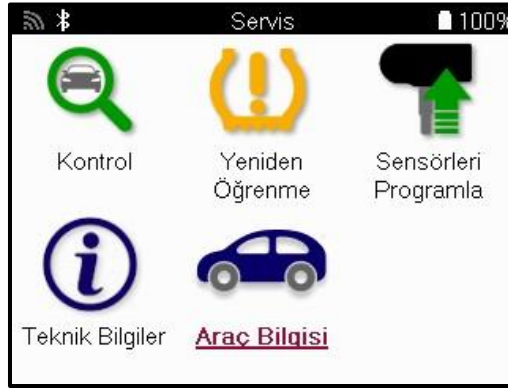 Servis 100%
Kontrol
Yeniden
Öğrenme
Sensörleri
Programla
Teknik Bilgiler
Araç Bilgisi